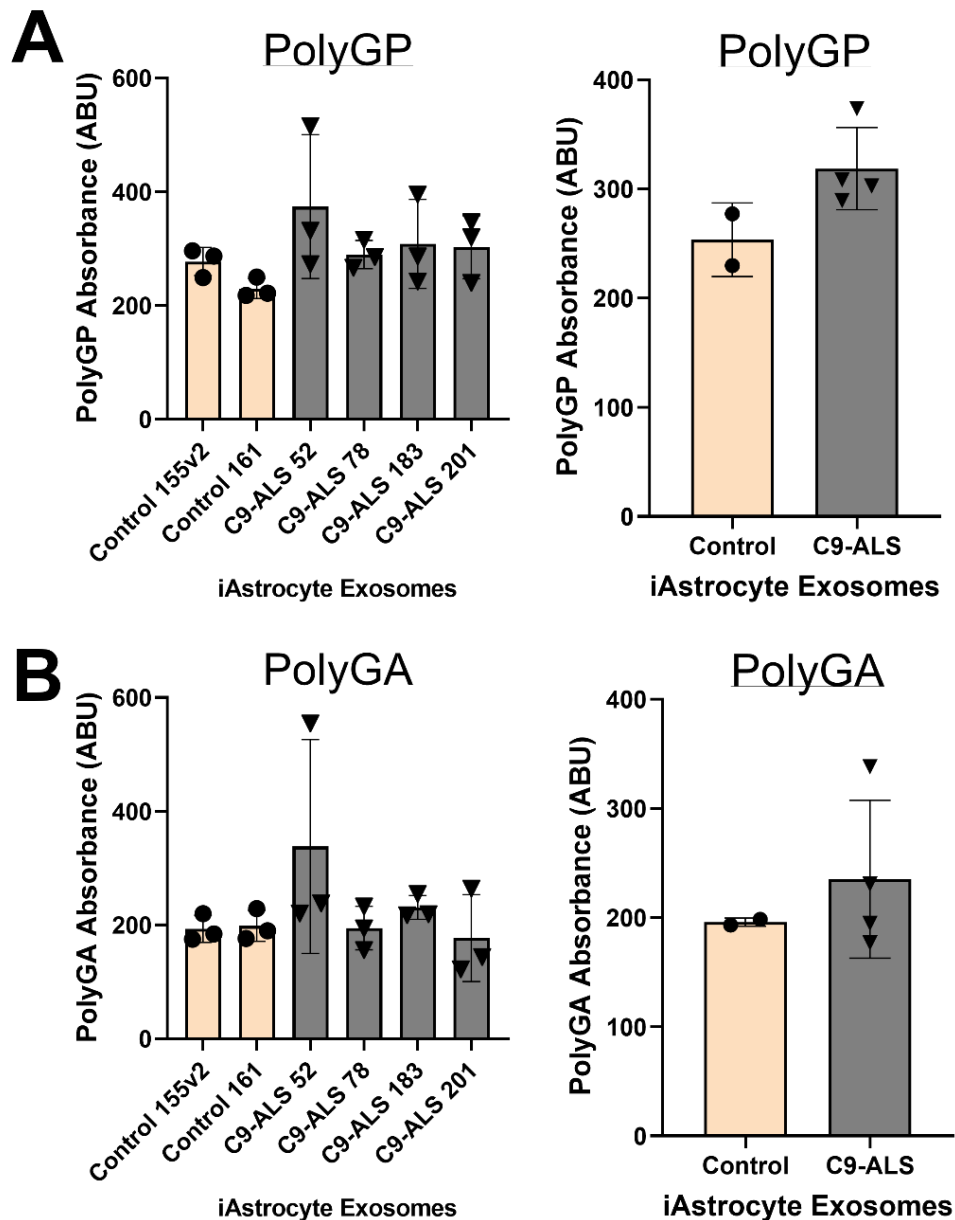 A
PolyGP
PolyGP Absorbance (ABU)
600
400
200
0
Control 155v2
Control 161
C9-ALS 52
C9-ALS 78
C9-ALS 183
C9-ALS 201
iAstrocyte Exosomes
PolyGP
PolyGP Absorbance (ABU)
400
300
200
100
0
Control
C9-ALS
iAstrocyte Exosomes
B
PolyGA
PolyGA Absorbance (ABU)
600
400
200
0
Control 155v2
Control 161
C9-ALS 52
C9-ALS 78
C9-ALS 183
C9-ALS 201
iAstrocyte Exosomes
PolyGA
PolyGA Absorbance (ABU)
400
300
200
100
0
Control
C9-ALS
iAstrocyte Exosomes